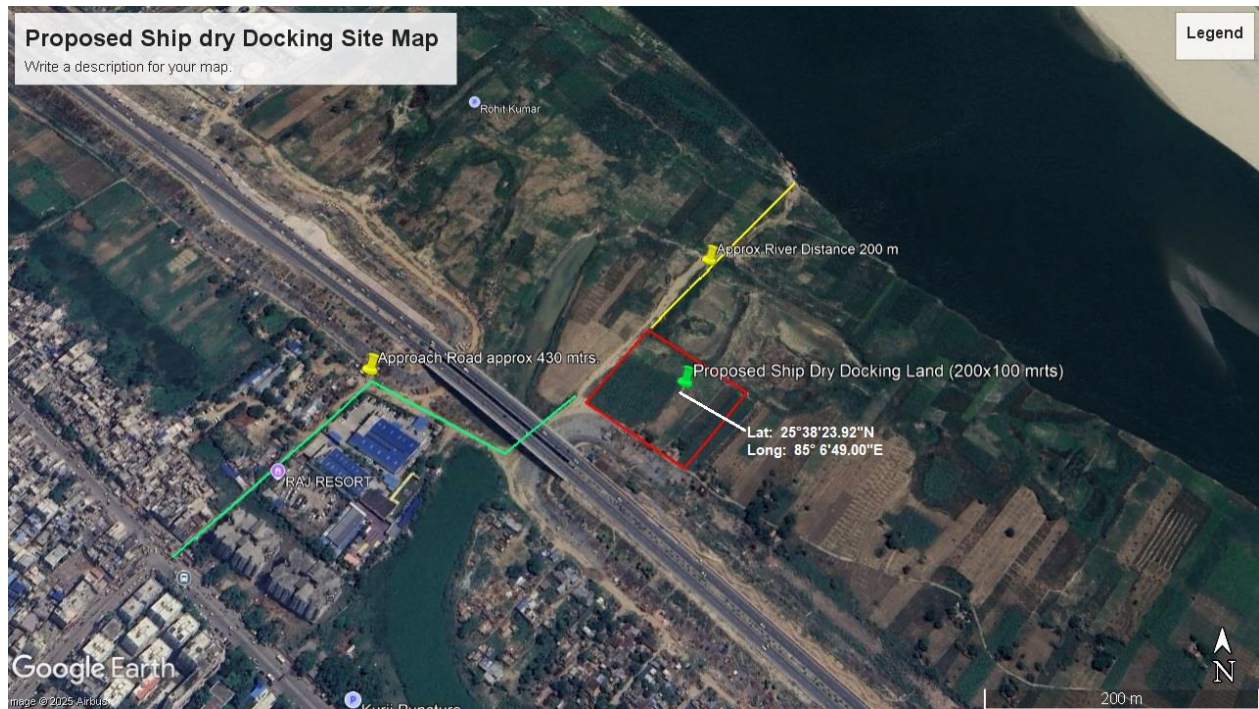 Proposed Ship dry Docking Site Map
Write a description for your map.
Legend
Rohit Kumar
Approx River Distance 200 m
Approach Road approx 430 mtrs.
Proposed Ship Dry Docking Land (200x100 mrts)
Lat: 25°38'23.92"N
Long: 85° 6'49.00"E
RAJ RESORT
Google Earth
N
200 m
Image © 2025 Airbus